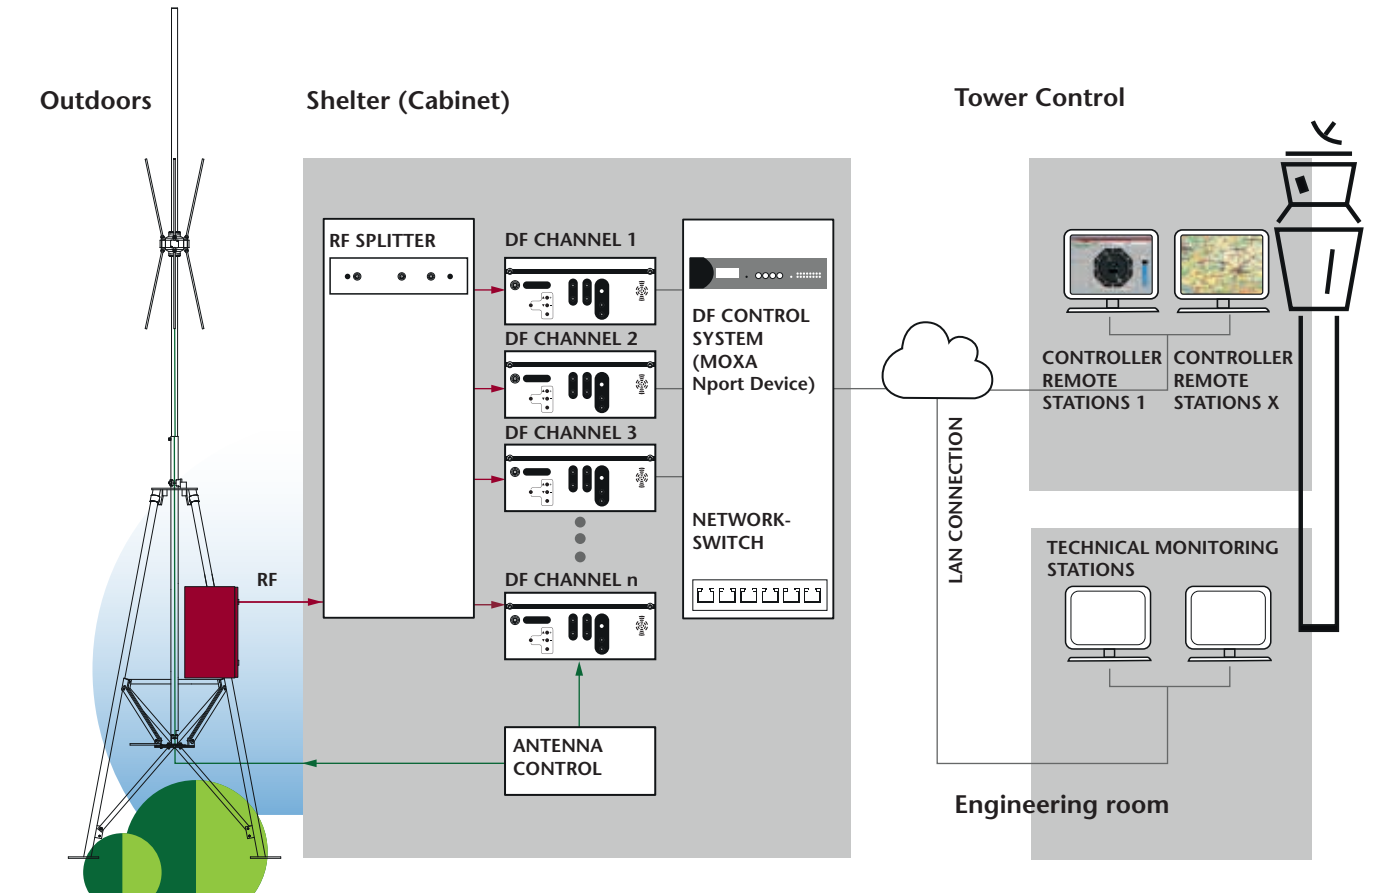 Outdoors
Shelter (Cabinet)
Tower Control
RF SPLITTER
DF CHANNEL 1
DF CHANNEL 2
DF CHANNEL 3
DF CHANNEL n
DF CONTROL
SYSTEM
(MOXA
Nport Device)
NETWORK-
SWITCH
RF
ANTENNA
CONTROL
LAN CONNECTION
CONTROLLER
REMOTE
STATIONS 1
CONTROLLER
REMOTE
STATIONS X
TECHNICAL MONITORING
STATIONS
Engineering room